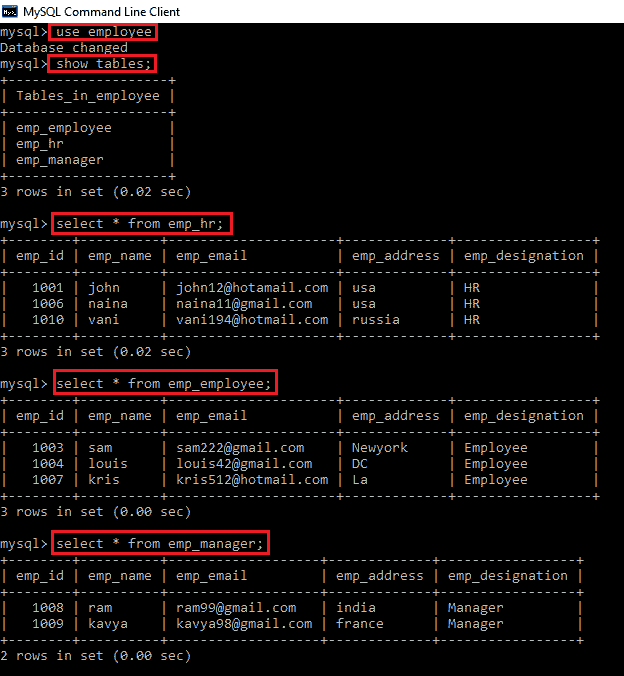 MySQL Command Line Client
mysql> use employee
Database changed
mysql> show tables;
+--------------------+
| Tables_in_employee |
+--------------------+
| emp_employee       |
| emp_hr             |
| emp_manager        |
+--------------------+
3 rows in set (0.02 sec)
mysql> select * from emp_hr;
+--------+----------+---------------------+-------------+-----------------+
| emp_id | emp_name | emp_email           | emp_address | emp_designation |
+--------+----------+---------------------+-------------+-----------------+
|   1001 | john     | john12@hotamail.com | usa         | HR              |
|   1006 | naina    | naina11@gmail.com   | usa         | HR              |
|   1010 | vani     | vani194@hotmail.com | russia      | HR              |
+--------+----------+---------------------+-------------+-----------------+
3 rows in set (0.02 sec)
mysql> select * from emp_employee;
+--------+----------+---------------------+-------------+-----------------+
| emp_id | emp_name | emp_email           | emp_address | emp_designation |
+--------+----------+---------------------+-------------+-----------------+
|   1003 | sam      | sam222@gmail.com    | Newyork     | Employee        |
|   1004 | louis    | louis42@gmail.com   | DC          | Employee        |
|   1007 | kris     | kris512@hotmail.com | La          | Employee        |
+--------+----------+---------------------+-------------+-----------------+
3 rows in set (0.00 sec)
mysql> select * from emp_manager;
+--------+----------+-------------------+-------------+-----------------+
| emp_id | emp_name | emp_email         | emp_address | emp_designation |
+--------+----------+-------------------+-------------+-----------------+
|   1008 | ram      | ram99@gmail.com   | india       | Manager         |
|   1009 | kavya    | kavya98@gmail.com | france      | Manager         |
+--------+----------+-------------------+-------------+-----------------+
2 rows in set (0.00 sec)